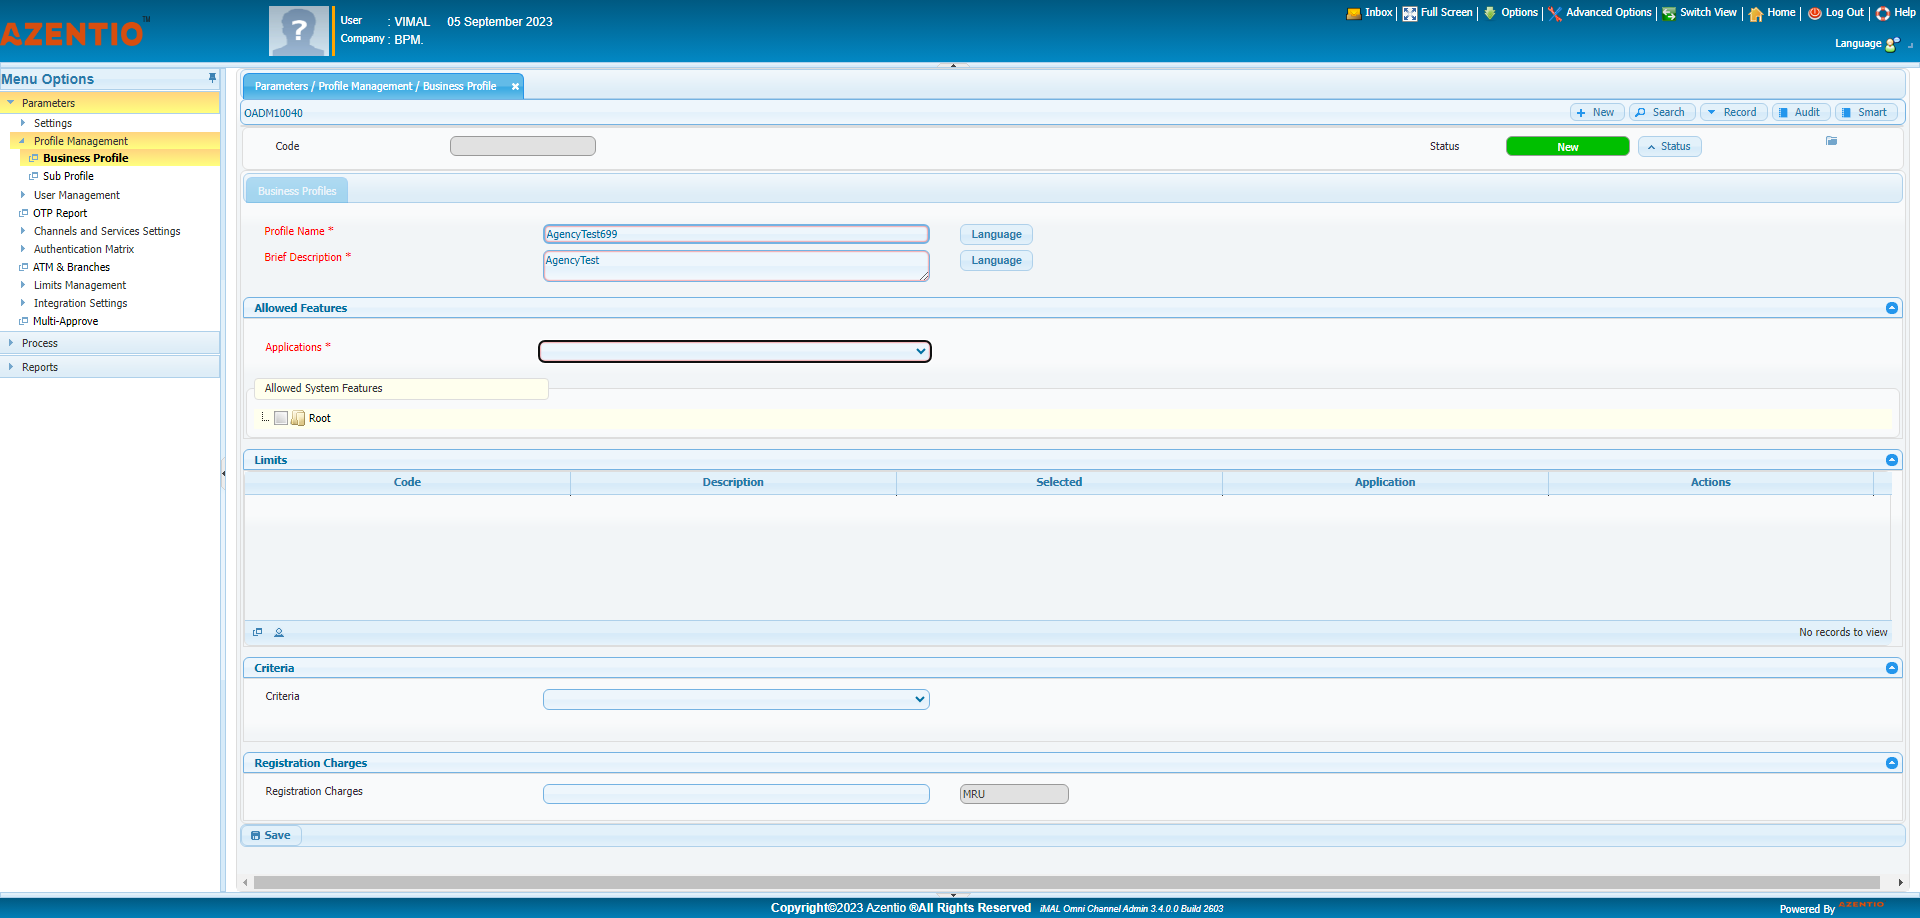 AZENTIO™
User : VIMAL 05 September 2023
Company : BPM.
Inbox Full Screen Options Advanced Options Switch View Home Log Out Help
Language
Menu Options
Parameters
Settings
Profile Management
Business Profile
Sub Profile
User Management
OTP Report
Channels and Services Settings
Authentication Matrix
ATM & Branches
Limits Management
Integration Settings
Multi-Approve
Process
Reports
Parameters / Profile Management / Business Profile
OADM10040
New Search Record Audit Smart
Code
Status New Status
Business Profiles
Profile Name * AgencyTest699 Language
Brief Description * AgencyTest Language
Allowed Features
Applications *
Allowed System Features
Root
Limits
Code Description Selected Application Actions
No records to view
Criteria
Criteria
Registration Charges
Registration Charges MRU
Save
Copyright©2023 Azentio ®All Rights Reserved iMAL Omni Channel Admin 3.4.0.0 Build 2603
Powered By AZENTIO